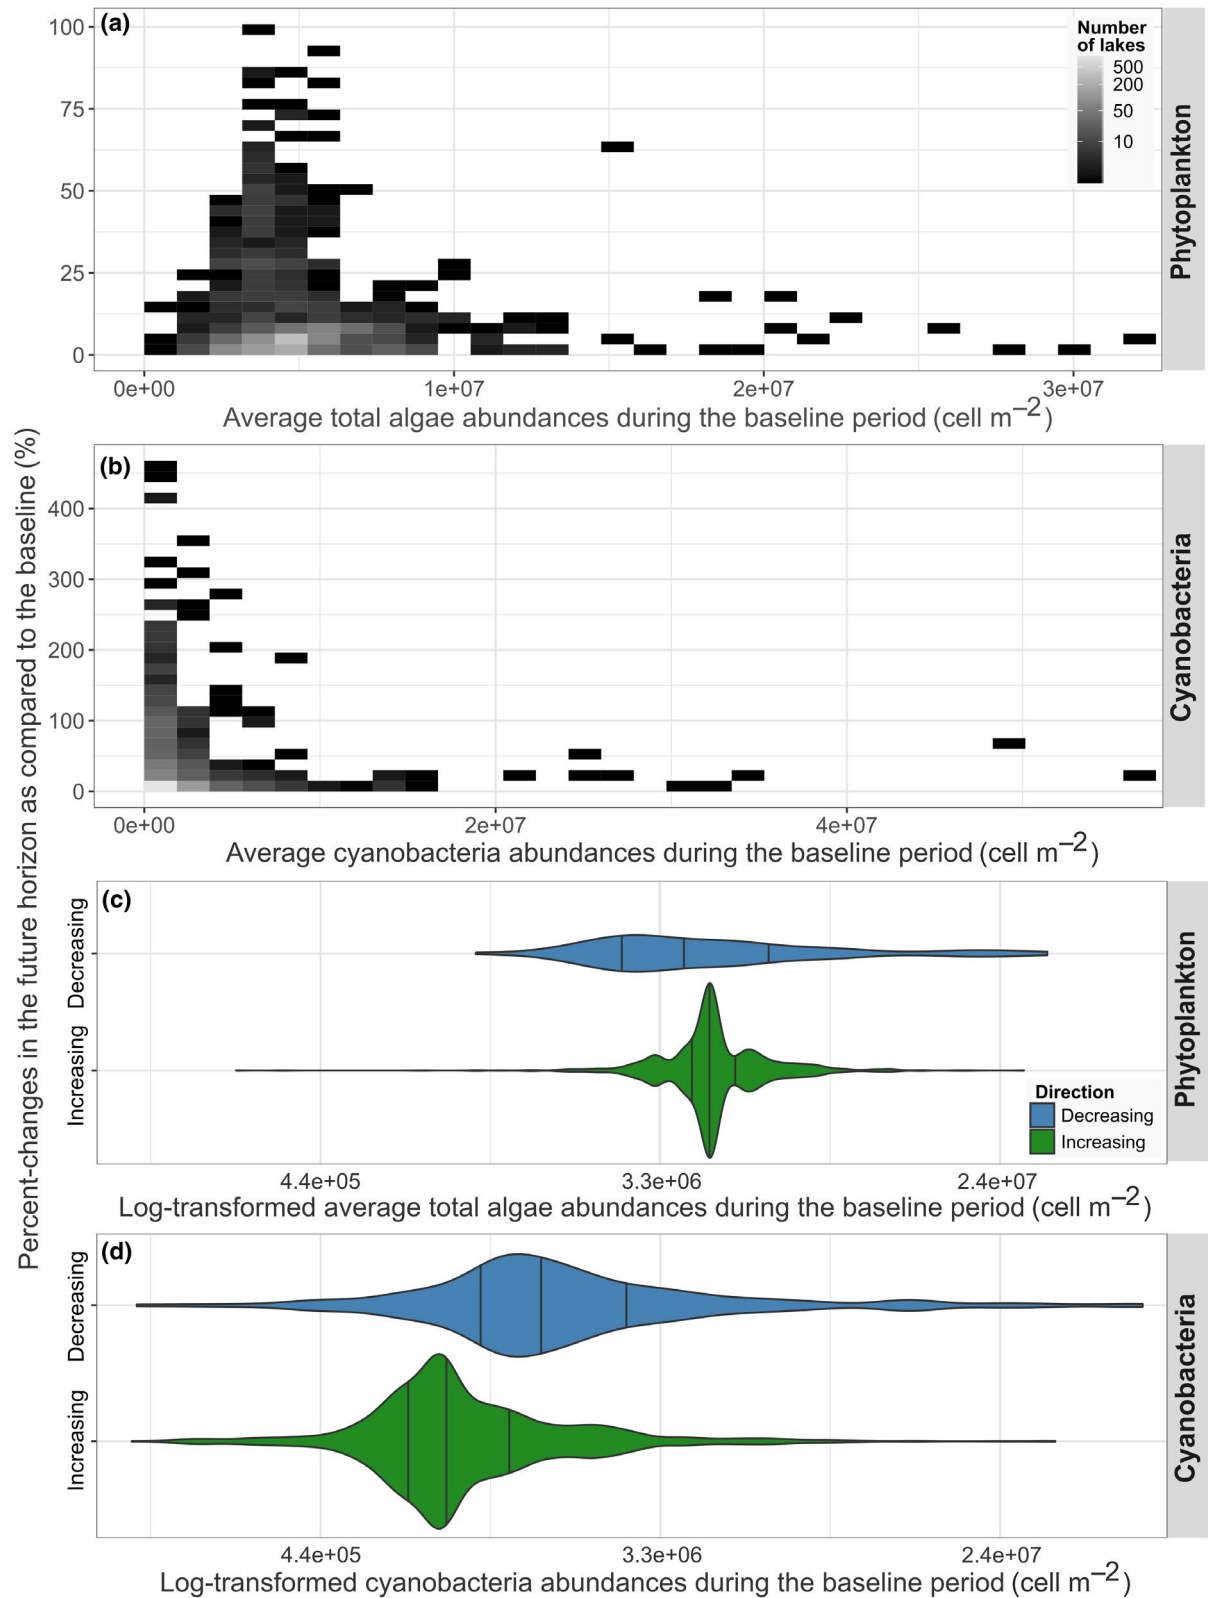 Percent-changes in the future horizon as compared to the baseline (%)
(a)
100
75
50
25
0
Number
of lakes
500
200
50
10
Phytoplankton
0e+00 1e+07 2e+07 3e+07
Average total algae abundances during the baseline period (cell m−2)
(b)
400
300
200
100
0
Cyanobacteria
0e+00 2e+07 4e+07
Average cyanobacteria abundances during the baseline period (cell m−2)
(c)
Decreasing
Increasing
Direction
Decreasing
Increasing
Phytoplankton
4.4e+05 3.3e+06 2.4e+07
Log-transformed average total algae abundances during the baseline period (cell m−2)
(d)
Decreasing
Increasing
Cyanobacteria
4.4e+05 3.3e+06 2.4e+07
Log-transformed cyanobacteria abundances during the baseline period (cell m−2)